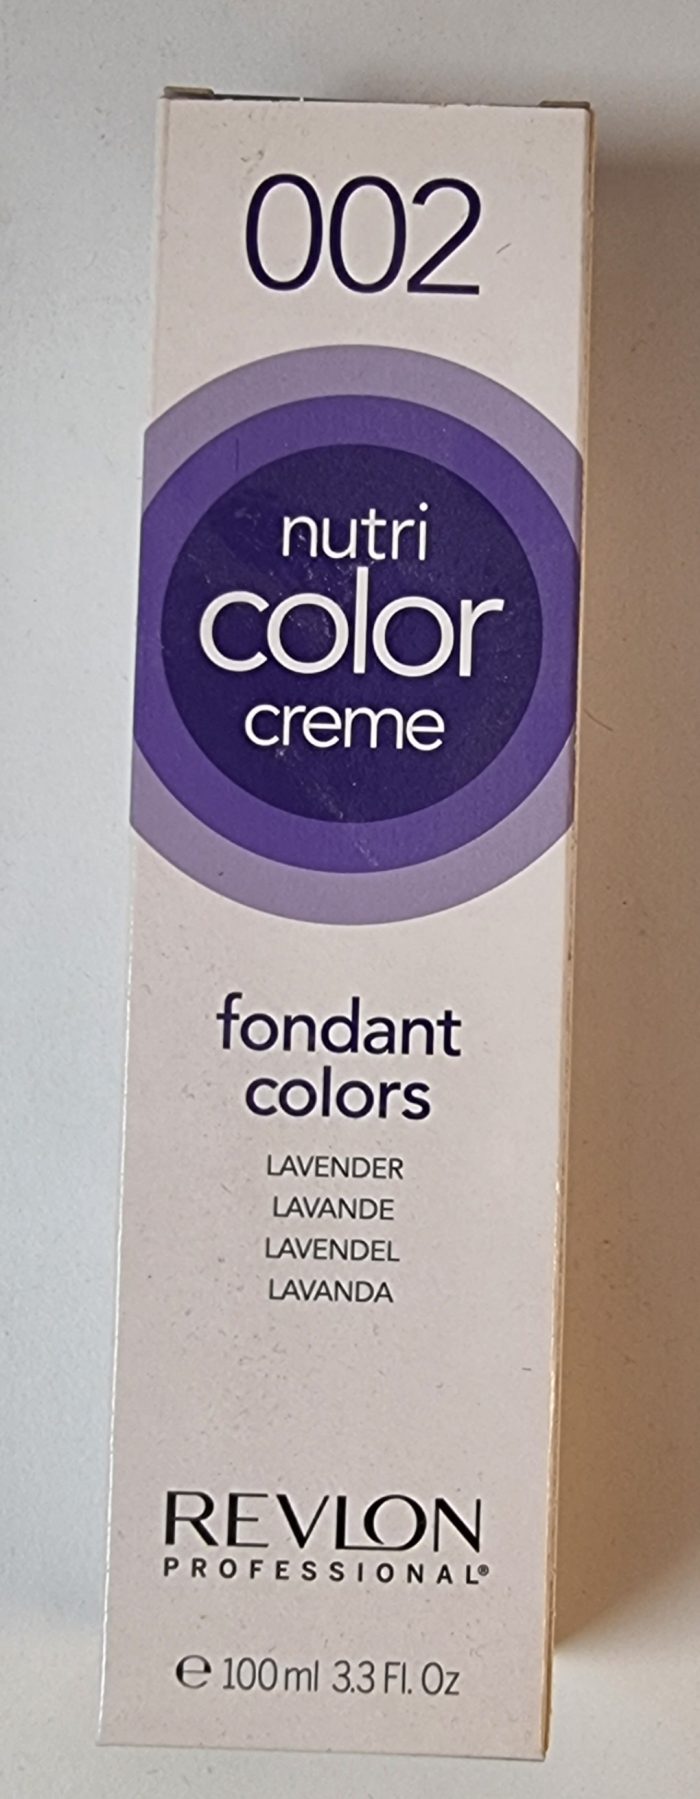 002
nutri
color
creme
fondant
colors
LAVENDER
LAVANDE
LAVENDEL
LAVANDA
REVLON
PROFESSIONAL®
℮ 100 ml 3.3 Fl. Oz